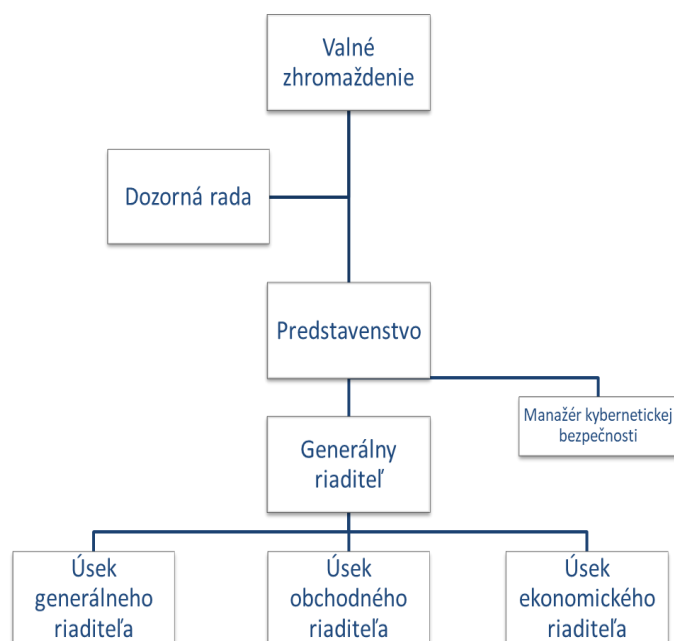 Valné
zhromaždenie
Dozorná rada
Predstavenstvo
Manažér kybernetickej
bezpečnosti
Generálny
riaditeľ
Úsek
generálneho
riaditeľa
Úsek
obchodného
riaditeľa
Úsek
ekonomického
riaditeľa